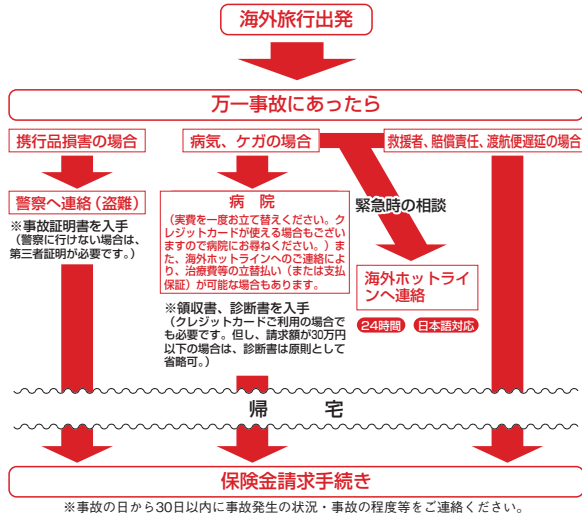 海外旅行出発
万一事故にあったら
携行品損害の場合
病気、ケガの場合
救援者、賠償責任、渡航便遅延の場合
警察へ連絡（盗難）
※事故証明書を入手
（警察に行けない場合は、
第三者証明が必要です。）
病　院
（実費を一度お立て替えください。ク
レジットカードが使える場合もござい
ますので病院にお尋ねください。）ま
た、海外ホットラインへのご連絡によ
り、治療費等の立替払い（または支払
保証）が可能な場合もあります。
※領収書、診断書を入手
（クレジットカードご利用の場合で
も必要です。但し、請求額が30万円
以下の場合は、診断書は原則として
省略可。）
緊急時の相談
海外ホットライ
ンへ連絡
24時間　日本語対応
帰　宅
保険金請求手続き
※事故の日から30日以内に事故発生の状況・事故の程度等をご連絡ください。